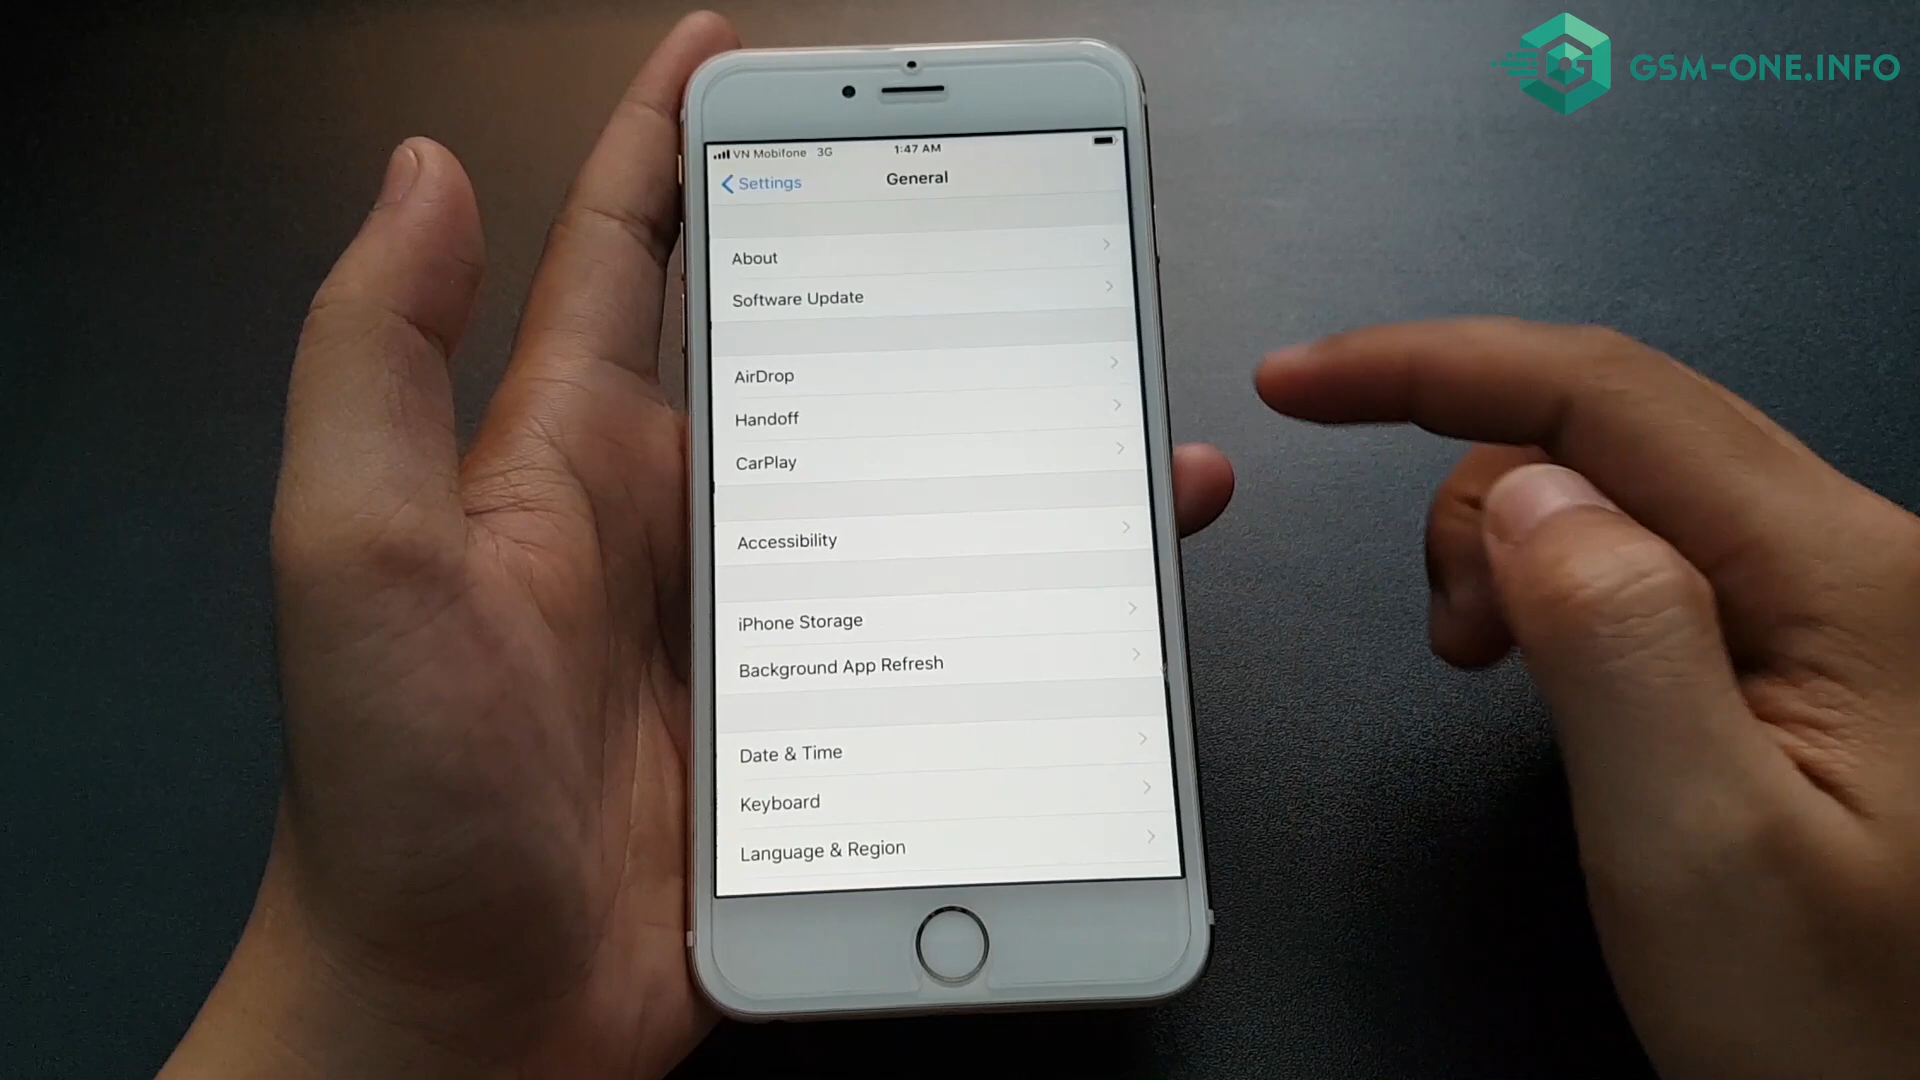 GSM-ONE.INFO
VN Mobifone 3G 1:47 AM
Settings General
About
Software Update
AirDrop
Handoff
CarPlay
Accessibility
iPhone Storage
Background App Refresh
Date & Time
Keyboard
Language & Region